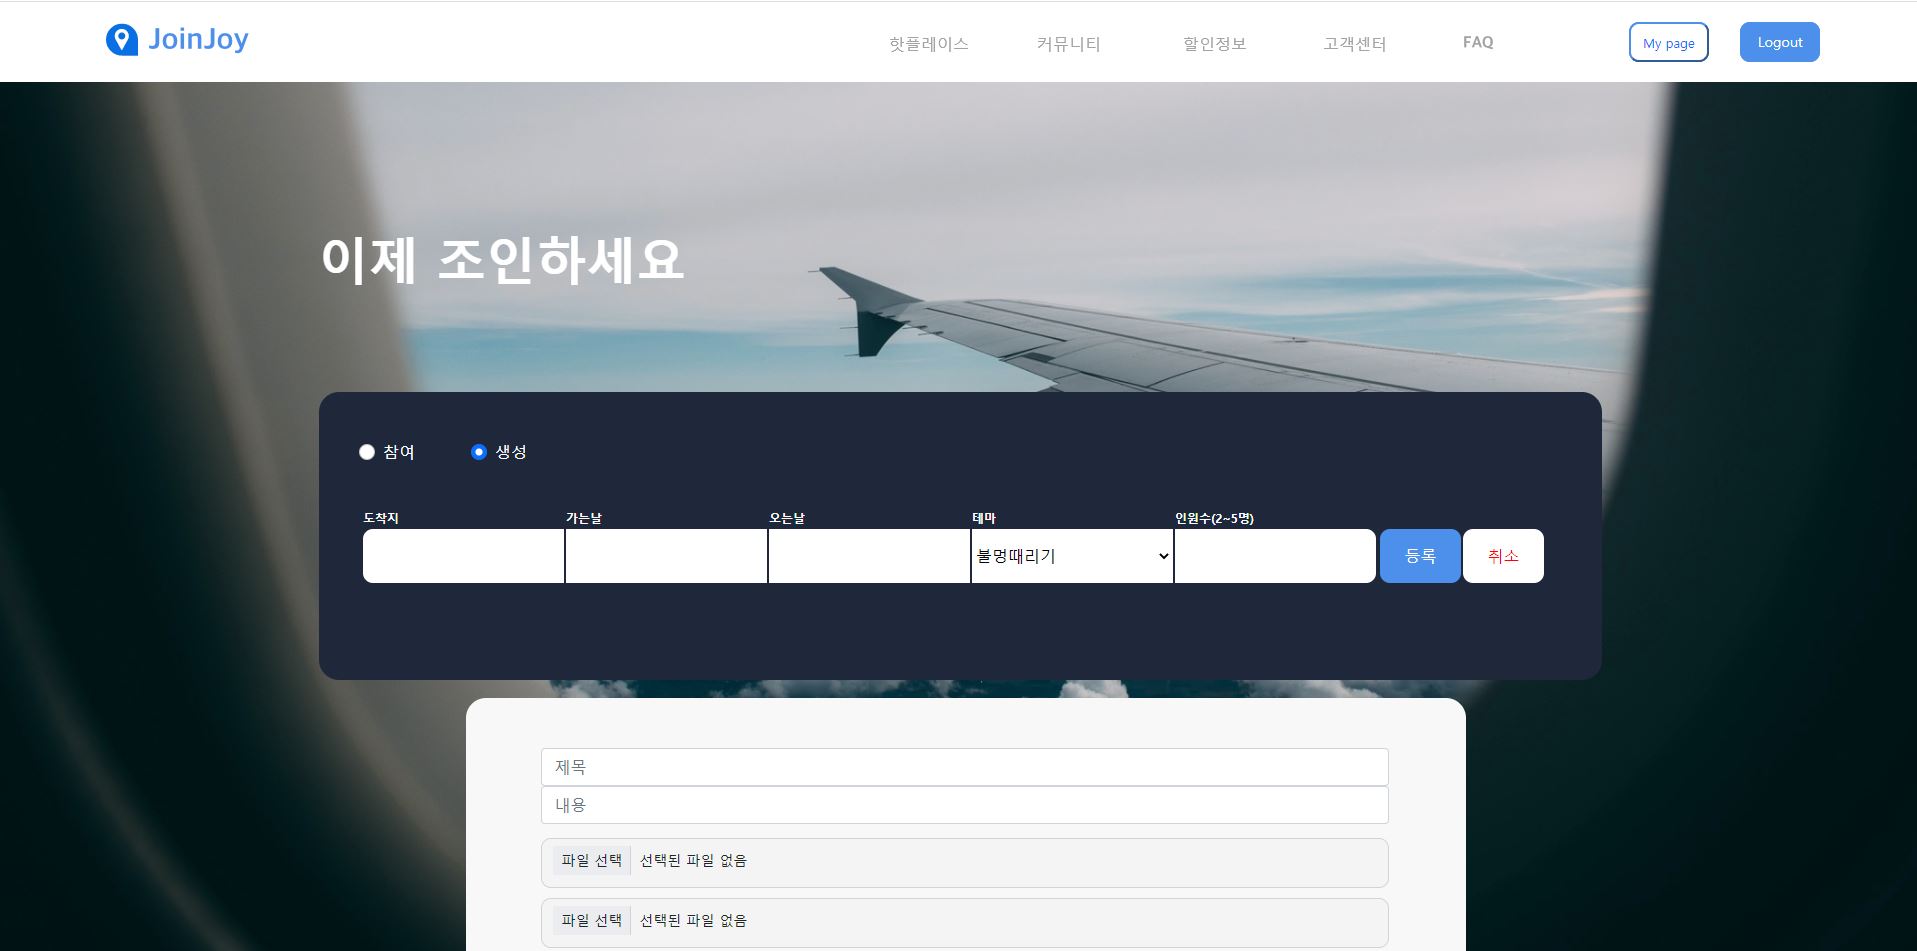 JoinJoy
핫플레이스 커뮤니티 할인정보 고객센터 FAQ My page Logout
이제 조인하세요
참여 생성
도착지 가는날 오는날 테마 인원수(2~5명)
불멍때리기 등록 취소
제목
내용
파일 선택 선택된 파일 없음
파일 선택 선택된 파일 없음